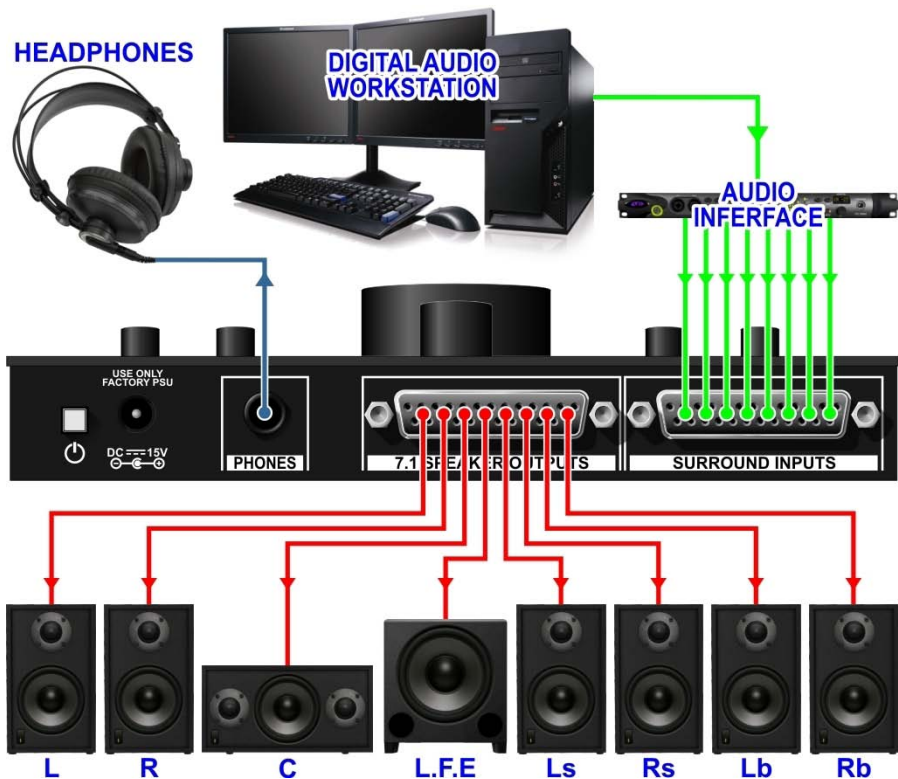 HEADPHONES
DIGITAL AUDIO
WORKSTATION
AUDIO
INFERFACE
USE ONLY
FACTORY PSU
DC 15V
PHONES
7.1 SPEAKER OUTPUTS
SURROUND INPUTS
L
R
C
L.F.E
Ls
Rs
Lb
Rb